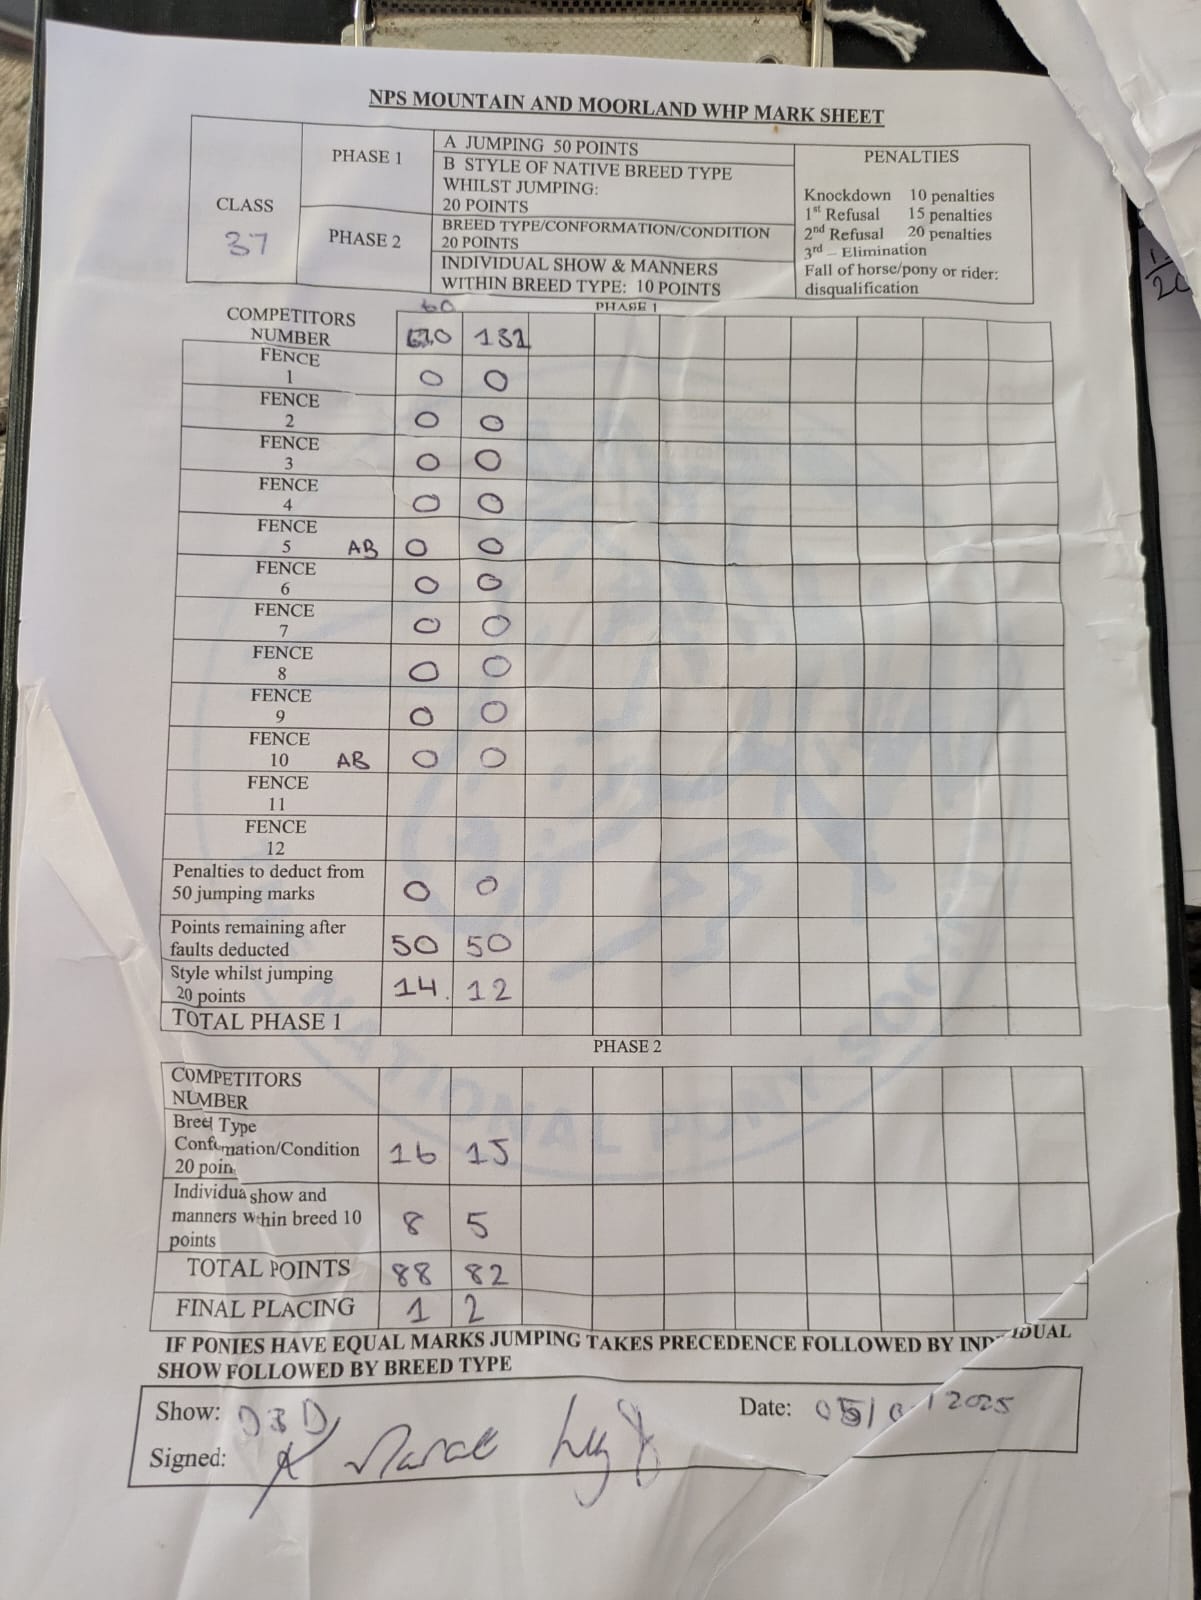 NPS MOUNTAIN AND MOORLAND WHP MARK SHEET
CLASS
37
PHASE 1
A JUMPING 50 POINTS
B STYLE OF NATIVE BREED TYPE
WHILST JUMPING:
20 POINTS
PHASE 2
BREED TYPE/CONFORMATION/CONDITION
20 POINTS
INDIVIDUAL SHOW & MANNERS
WITHIN BREED TYPE: 10 POINTS
PENALTIES
Knockdown 10 penalties
1st Refusal 15 penalties
2nd Refusal 20 penalties
3rd – Elimination
Fall of horse/pony or rider:
disqualification
PHASE 1
60
COMPETITORS
NUMBER 132
FENCE
1 0 0
FENCE
2 0 0
FENCE
3 0 0
FENCE
4 0 0
FENCE
5 AB 0 0
FENCE
6 0 0
FENCE
7 0 0
FENCE
8 0 0
FENCE
9 0 0
FENCE
10 AB 0 0
FENCE
11
FENCE
12
Penalties to deduct from
50 jumping marks 0 0
Points remaining after
faults deducted 50 50
Style whilst jumping
20 points 14. 12
TOTAL PHASE 1
PHASE 2
COMPETITORS
NUMBER
Breed Type
Confirmation/Condition 16 15
20 poin
Individua show and
manners within breed 10 8 5
points
TOTAL POINTS 88 82
FINAL PLACING 1 2
IF PONIES HAVE EQUAL MARKS JUMPING TAKES PRECEDENCE FOLLOWED BY INDIVIDUAL
SHOW FOLLOWED BY BREED TYPE
Show:
Date: 2025
Signed:
NATIONAL PONY SOCI